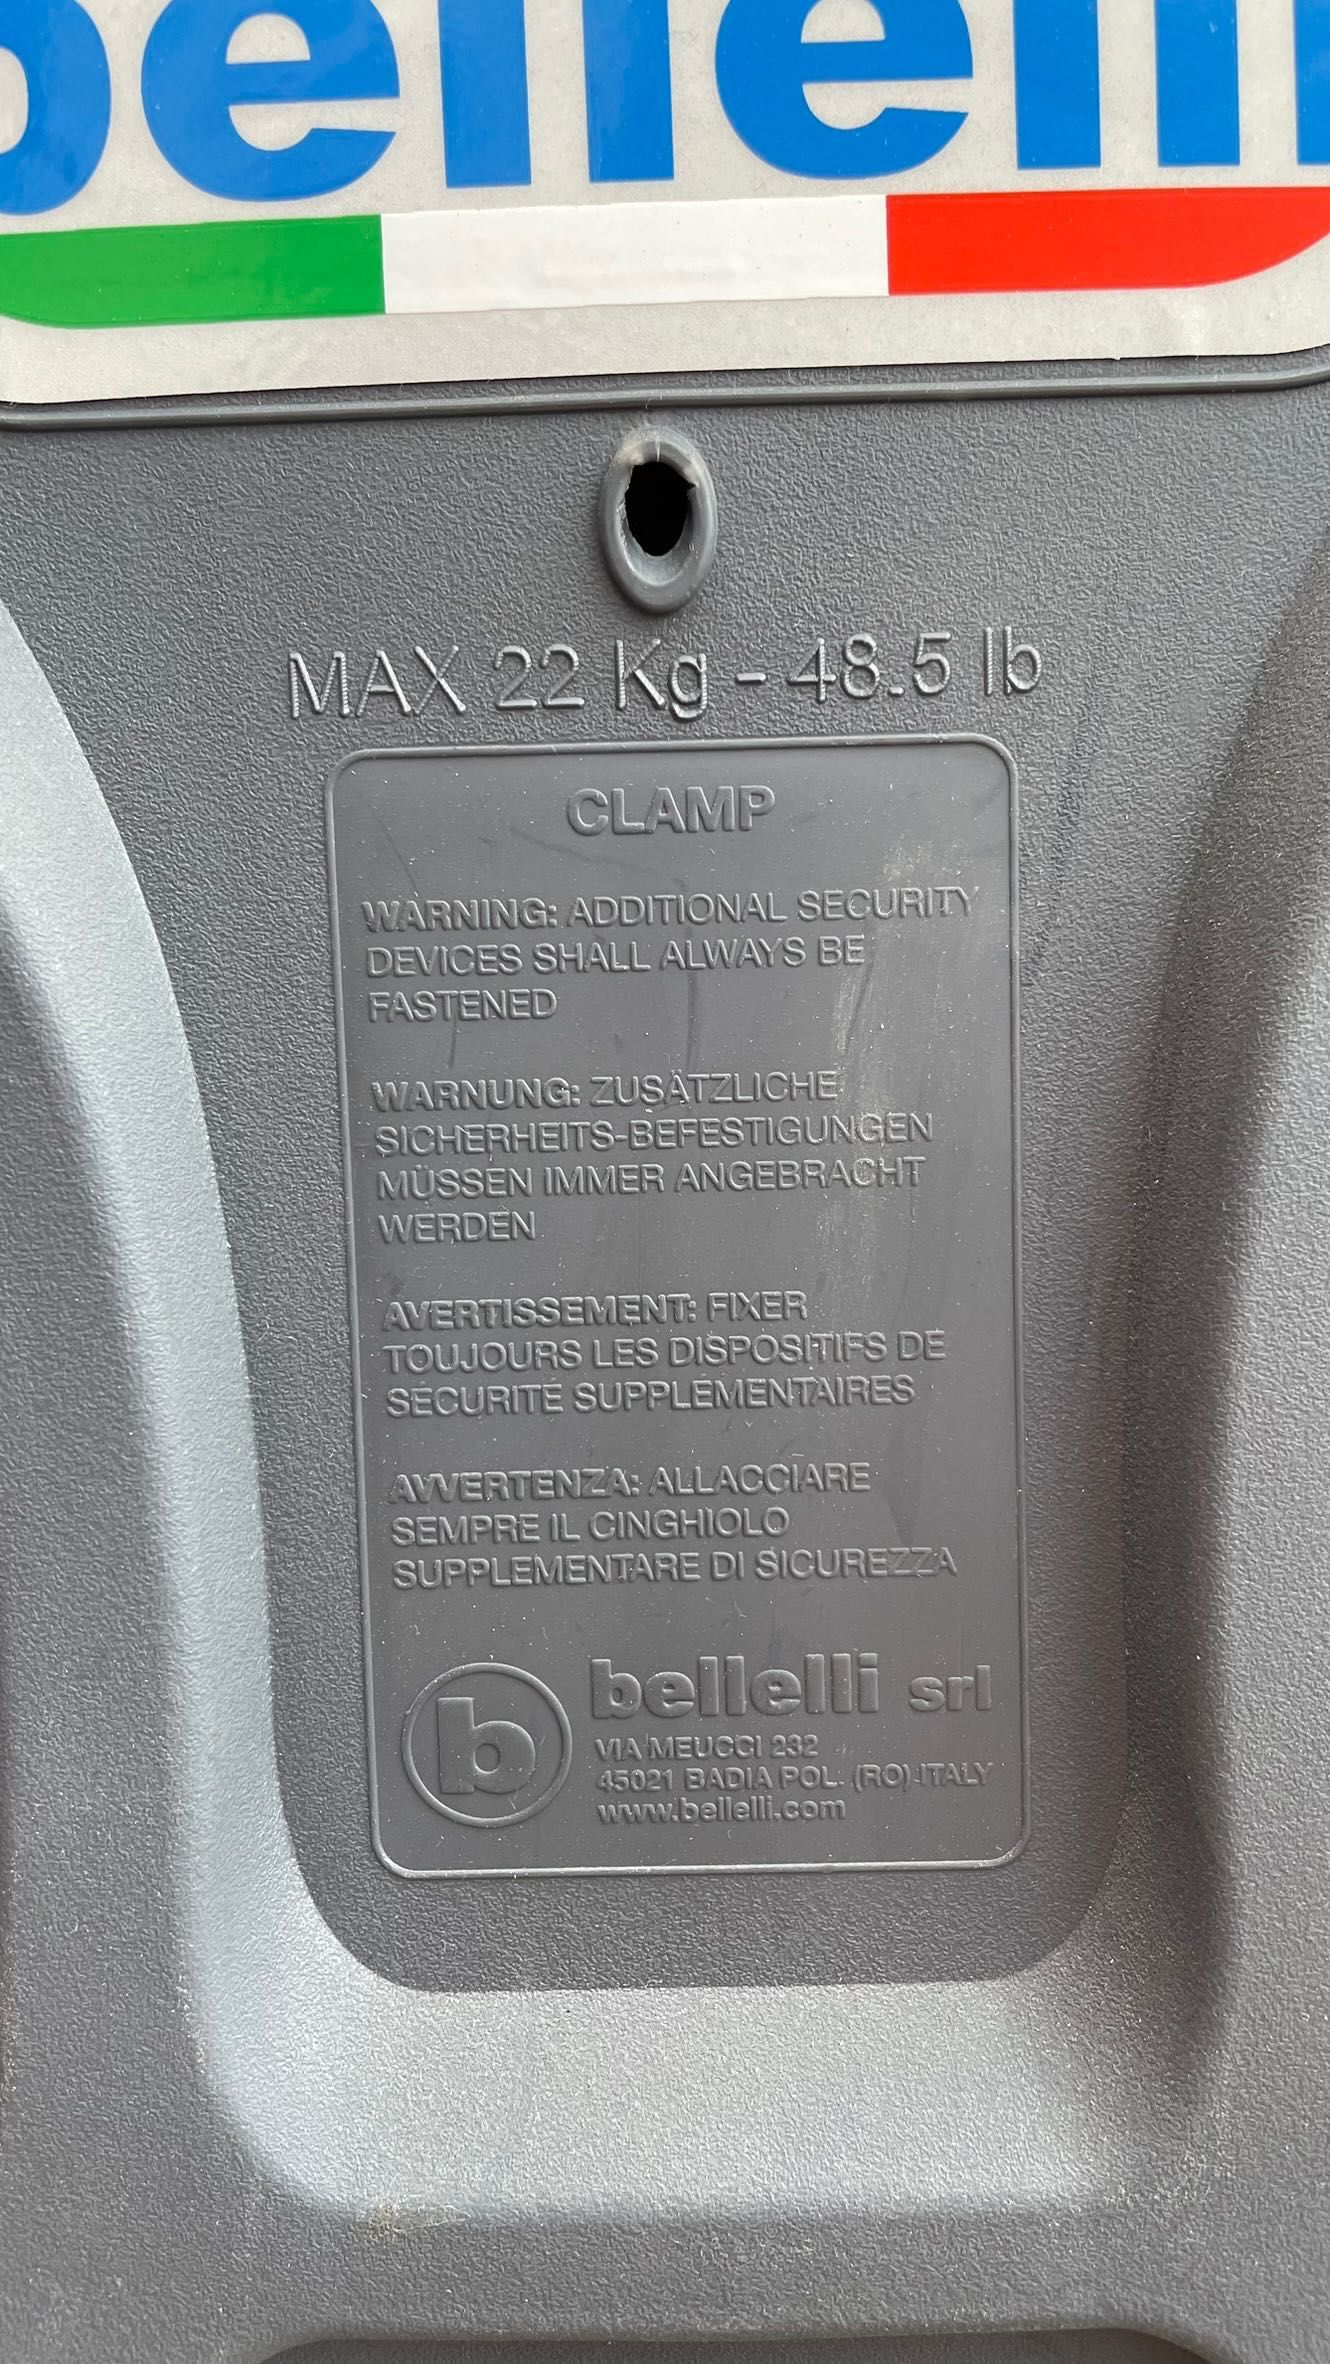 bellelli
MAX 22 Kg - 48.5 lb
CLAMP
WARNING: ADDITIONAL SECURITY
DEVICES SHALL ALWAYS BE
FASTENED
WARNUNG: ZUSÄTZLICHE
SICHERHEITS-BEFESTIGUNGEN
MÜSSEN IMMER ANGEBRACHT
WERDEN
AVERTISSEMENT: FIXER
TOUJOURS LES DISPOSITIFS DE
SECURITE SUPPLEMENTAIRES
AVVERTENZA: ALLACCIARE
SEMPRE IL CINGHIOLO
SUPPLEMENTARE DI SICUREZZA
b
bellelli srl
VIA MEUCCI 232
45021 BADIA POL. (RO) ITALY
www.bellelli.com